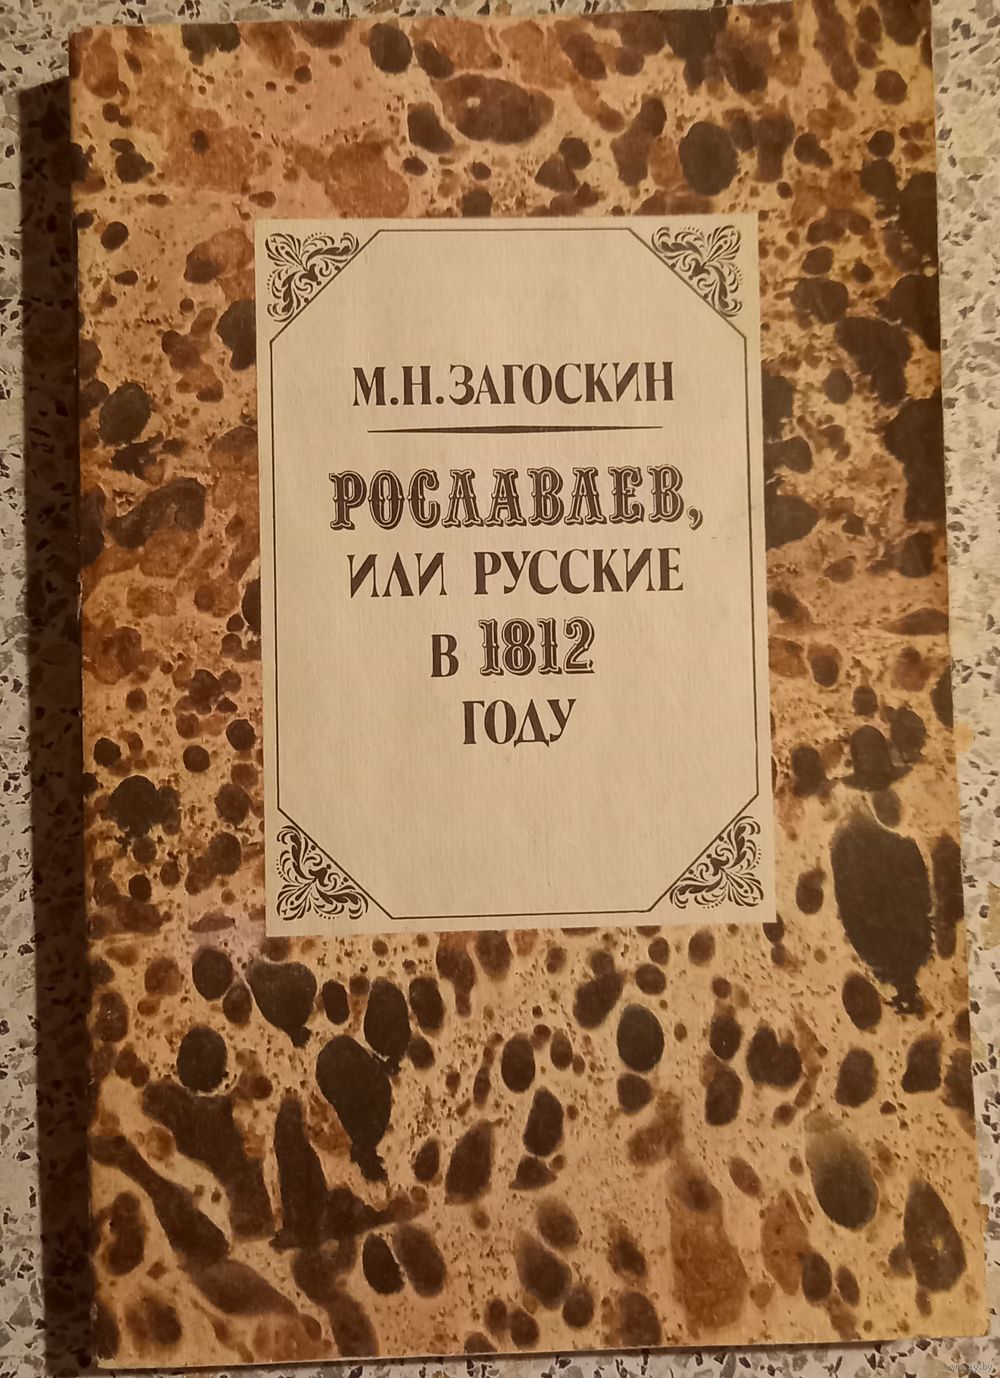 М.Н.ЗАГОСКИН
РОСЛАВЛЕВ,
ИЛИ РУССКИЕ
В 1812
ГОДУ